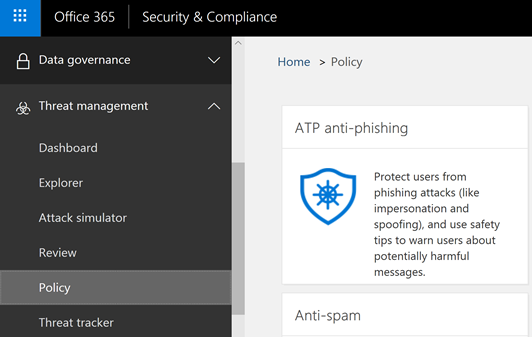 Office 365 Security & Compliance
Data governance
Threat management
Dashboard
Explorer
Attack simulator
Review
Policy
Threat tracker
Home > Policy
ATP anti-phishing
Protect users from
phishing attacks (like
impersonation and
spoofing), and use safety
tips to warn users about
potentially harmful
messages.
Anti-spam